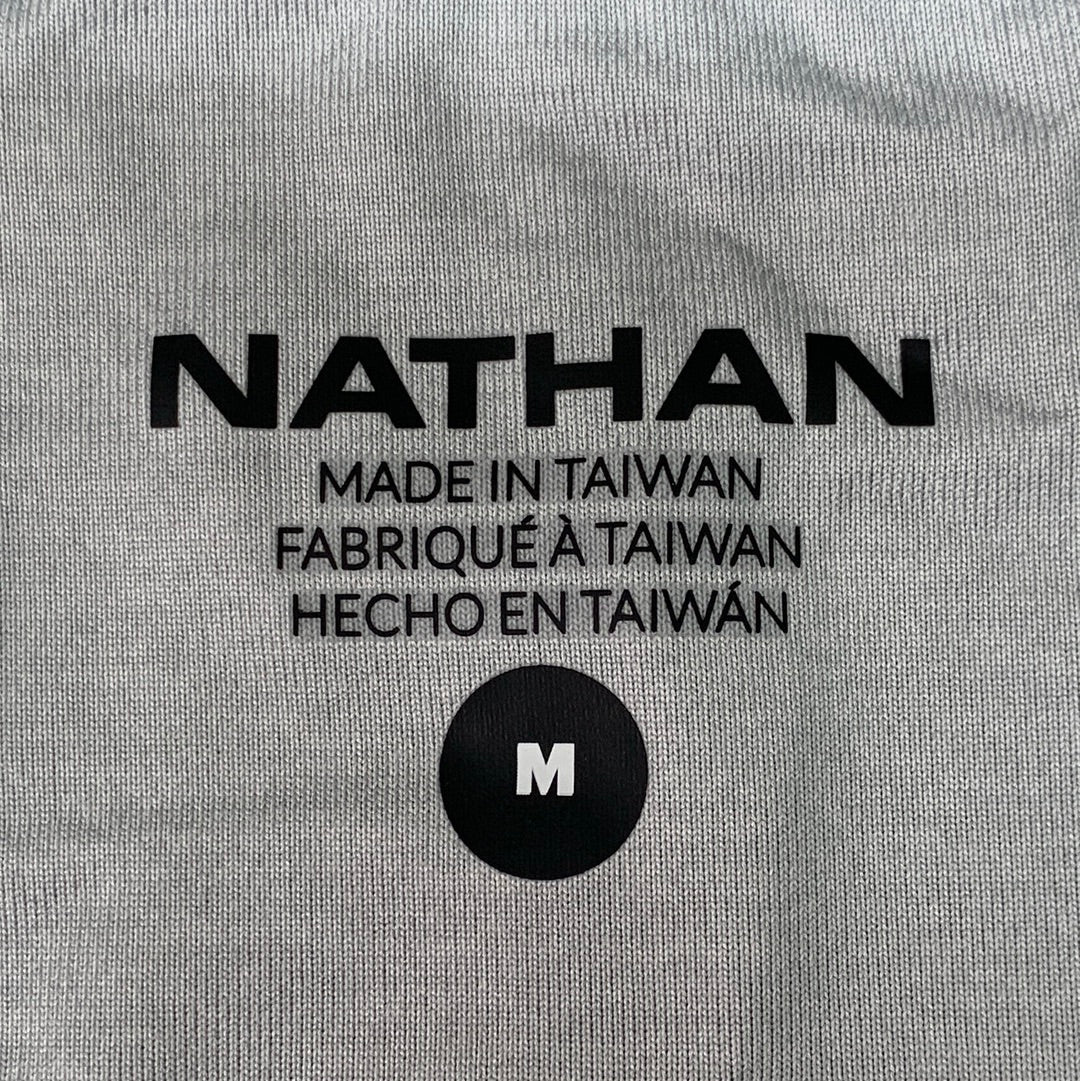 NATHAN
MADE IN TAIWAN
FABRIQUÉ À TAIWAN
HECHO EN TAIWÁN
M